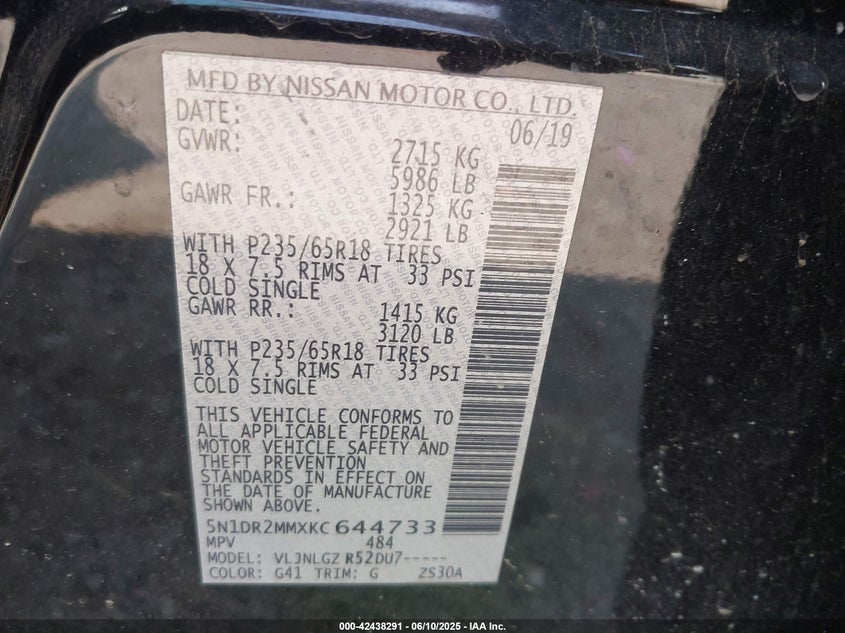 MFD BY NISSAN MOTOR CO., LTD.
DATE: 06/19
GVWR: 2715 KG
5986 LB
GAWR FR.: 1325 KG
2921 LB
WITH P235/65R18 TIRES
18 X 7.5 RIMS AT 33 PSI
COLD SINGLE
GAWR RR.: 1415 KG
3120 LB
WITH P235/65R18 TIRES
18 X 7.5 RIMS AT 33 PSI
COLD SINGLE
THIS VEHICLE CONFORMS TO
ALL APPLICABLE FEDERAL
MOTOR VEHICLE SAFETY AND
THEFT PREVENTION
STANDARDS IN EFFECT ON
THE DATE OF MANUFACTURE
SHOWN ABOVE.
5N1DR2MMXKC644733
MPV 484
MODEL: VLJNLGZ R52DU7-----
COLOR: G41 TRIM: G ZS30A
000-42438291 - 06/10/2025 - IAA Inc.